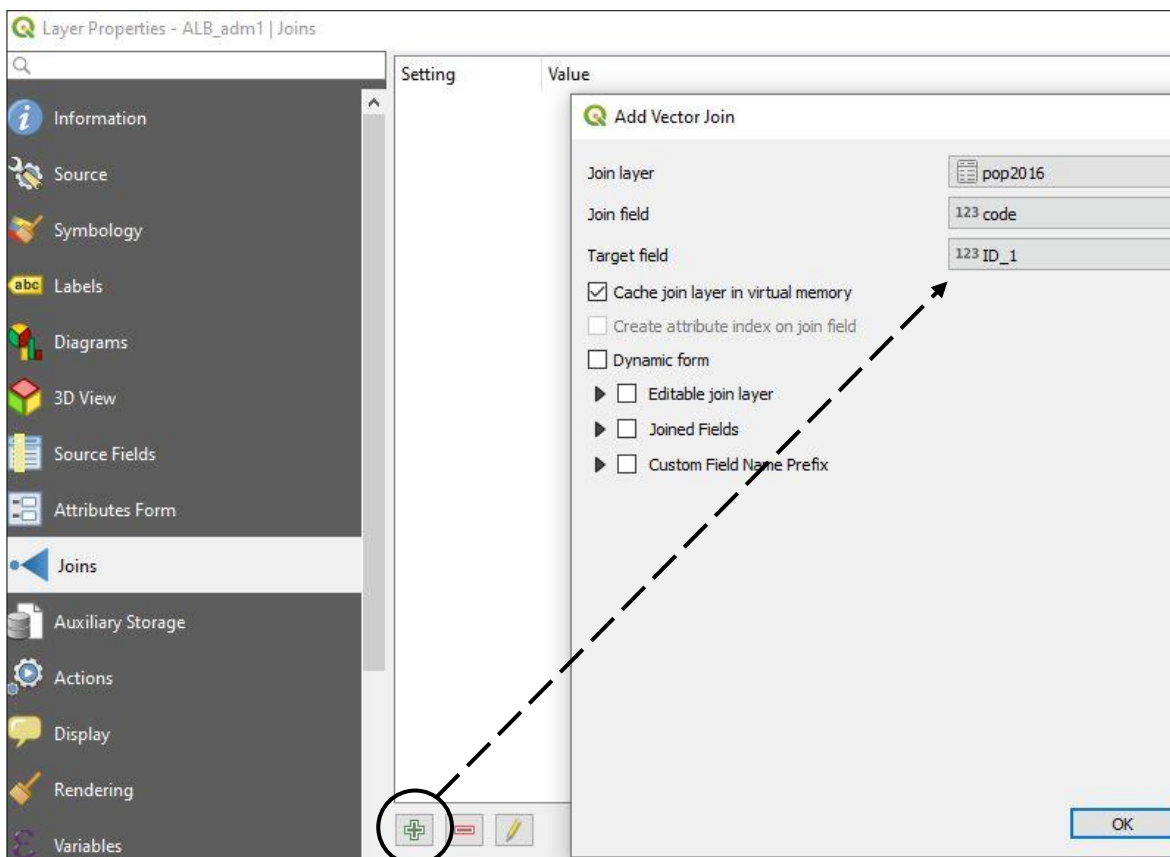 Layer Properties - ALB_adm1 | Joins
Information
Source
Symbology
abc Labels
Diagrams
3D View
Source Fields
Attributes Form
Joins
Auxiliary Storage
Actions
Display
Rendering
Variables
Setting Value
Add Vector Join
Join layer pop2016
Join field 123 code
Target field 123 ID_1
Cache join layer in virtual memory
Create attribute index on join field
Dynamic form
Editable join layer
Joined Fields
Custom Field Name Prefix
OK